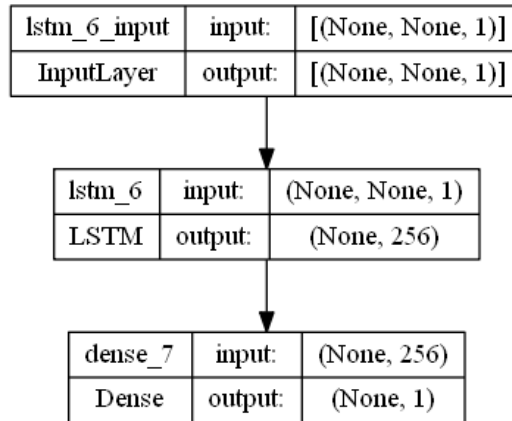 lstm_6_input input: [(None, None, 1)]
InputLayer output: [(None, None, 1)]
lstm_6 input: (None, None, 1)
LSTM output: (None, 256)
dense_7 input: (None, 256)
Dense output: (None, 1)